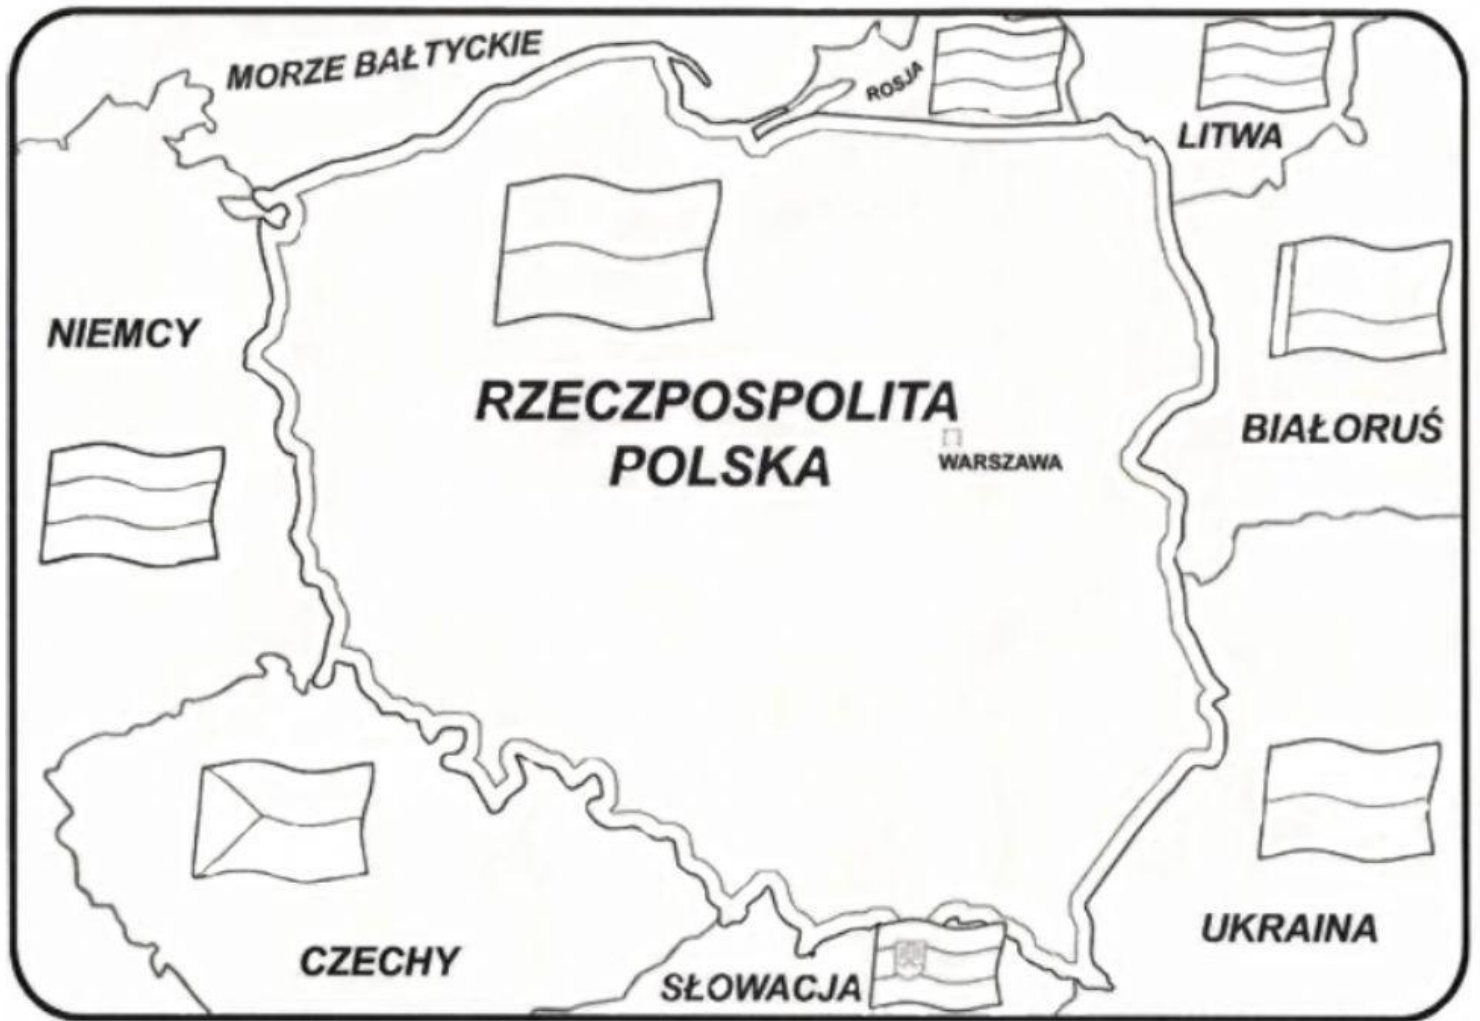 MORZE BAŁTYCKIE
ROSJA
LITWA
NIEMCY
RZECZPOSPOLITA
POLSKA
WARSZAWA
BIAŁORUŚ
UKRAINA
CZECHY
SŁOWACJA